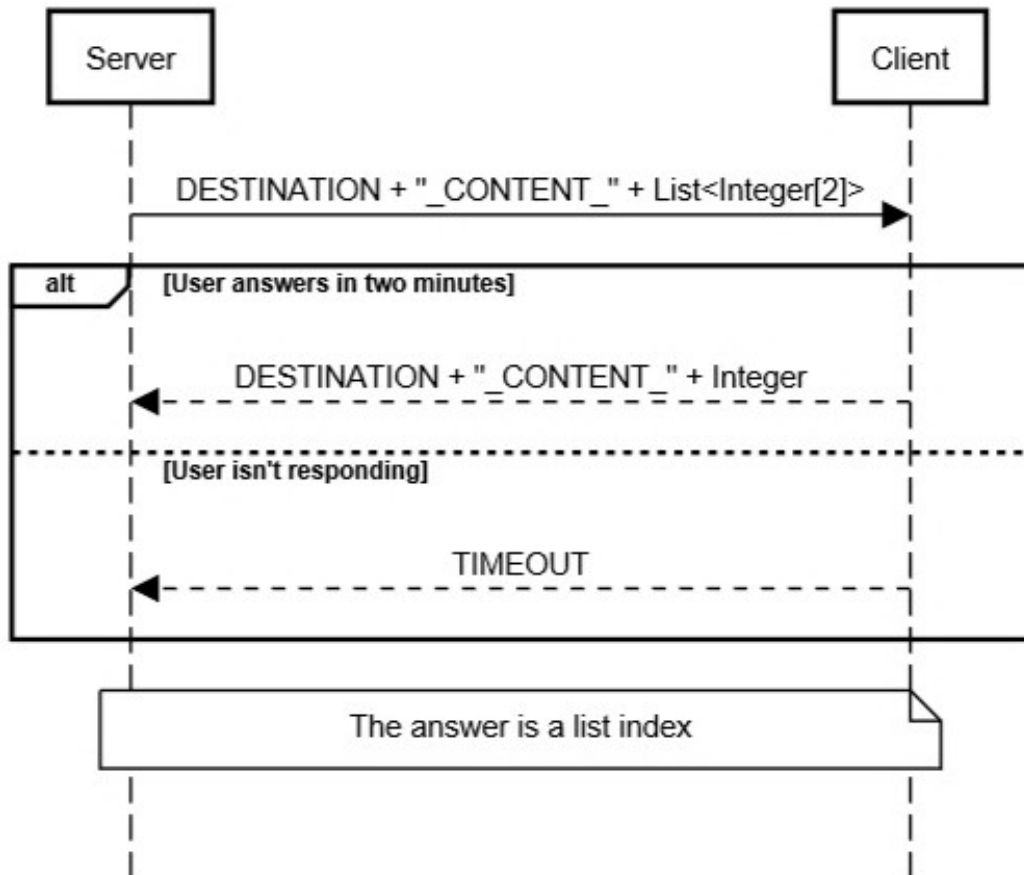 Server
Client
DESTINATION + "_CONTENT_" + List<Integer[2]>
alt
[User answers in two minutes]
DESTINATION + "_CONTENT_" + Integer
[User isn't responding]
TIMEOUT
The answer is a list index